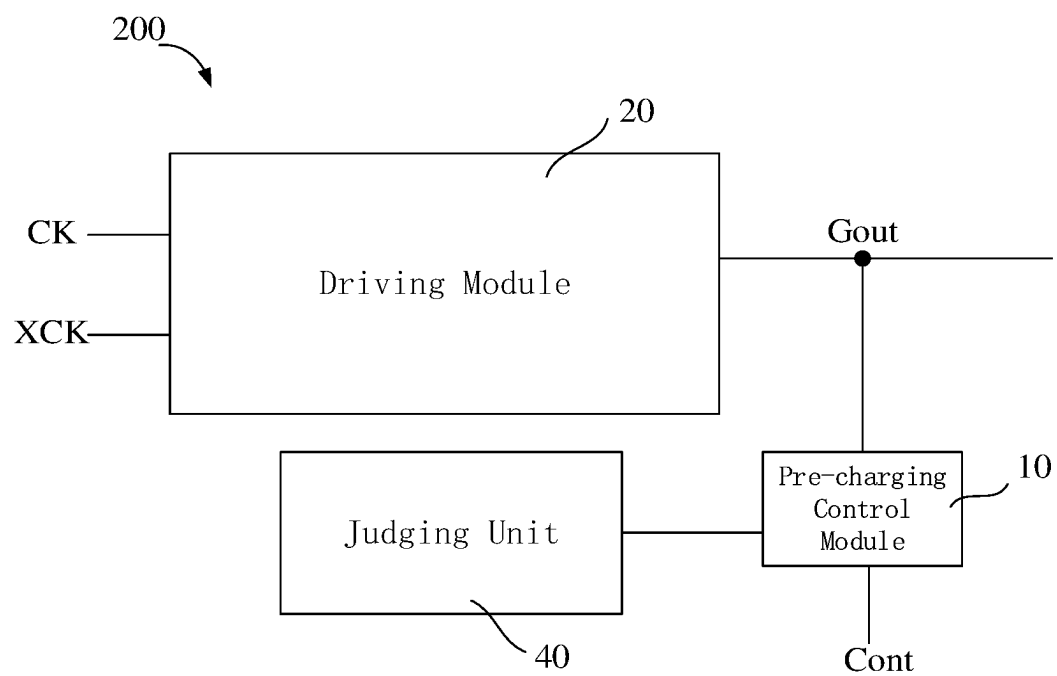 200
20
CK
XCK
Driving Module
Gout
Judging Unit
Pre-charging
Control
Module
10
40
Cont